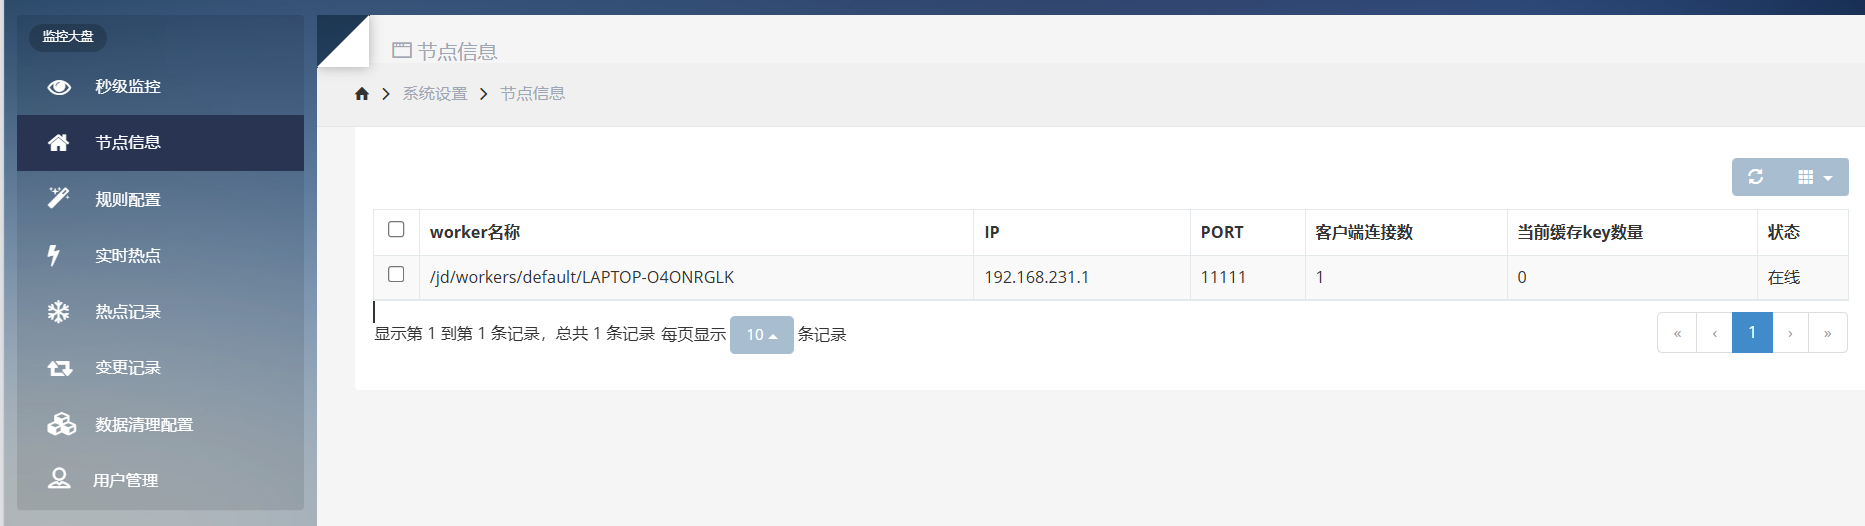 监控大盘
秒级监控
节点信息
规则配置
实时热点
热点记录
变更记录
数据清理配置
用户管理
节点信息
系统设置 节点信息
worker名称 IP PORT 客户端连接数 当前缓存key数量 状态
/jd/workers/default/LAPTOP-O4ONRGLK 192.168.231.1 11111 1 0 在线
显示第 1 到第 1 条记录，总共 1 条记录 每页显示 10 条记录
« ‹ 1 › »